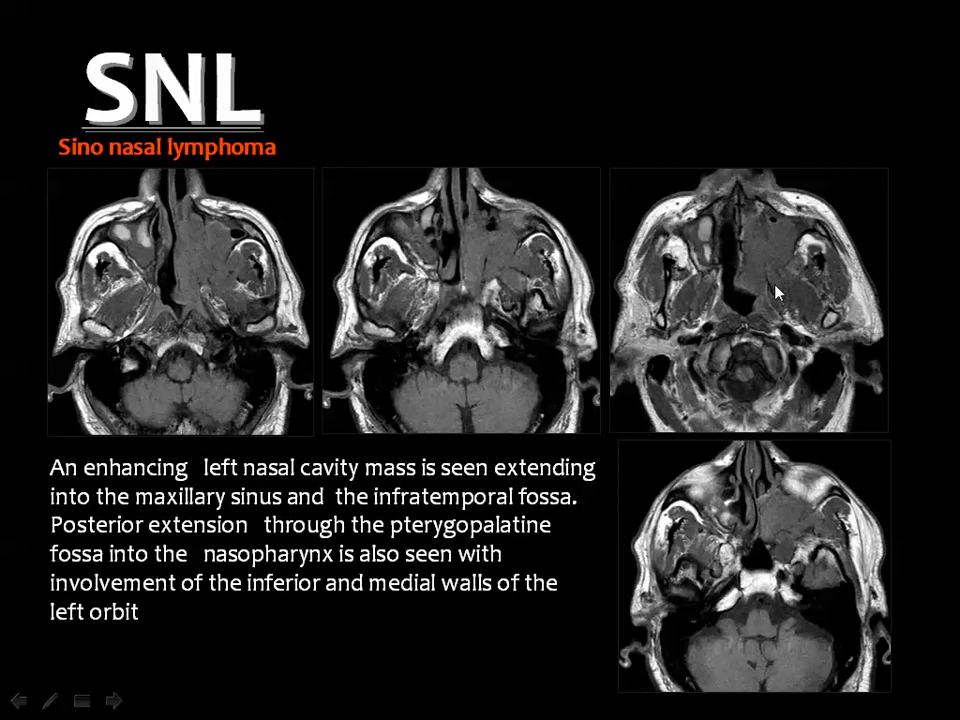 SNL
Sino nasal lymphoma
An enhancing left nasal cavity mass is seen extending
into the maxillary sinus and the infratemporal fossa.
Posterior extension through the pterygopalatine
fossa into the nasopharynx is also seen with
involvement of the inferior and medial walls of the
left orbit